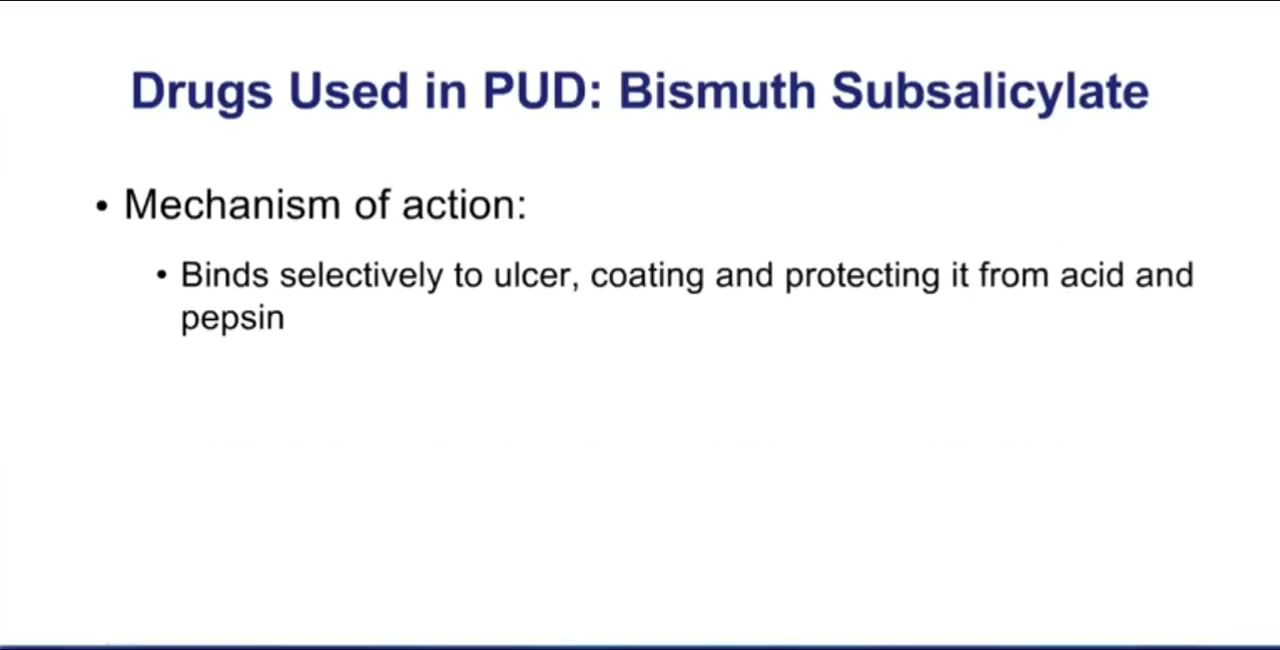 Drugs Used in PUD: Bismuth Subsalicylate
• Mechanism of action:
• Binds selectively to ulcer, coating and protecting it from acid and
pepsin